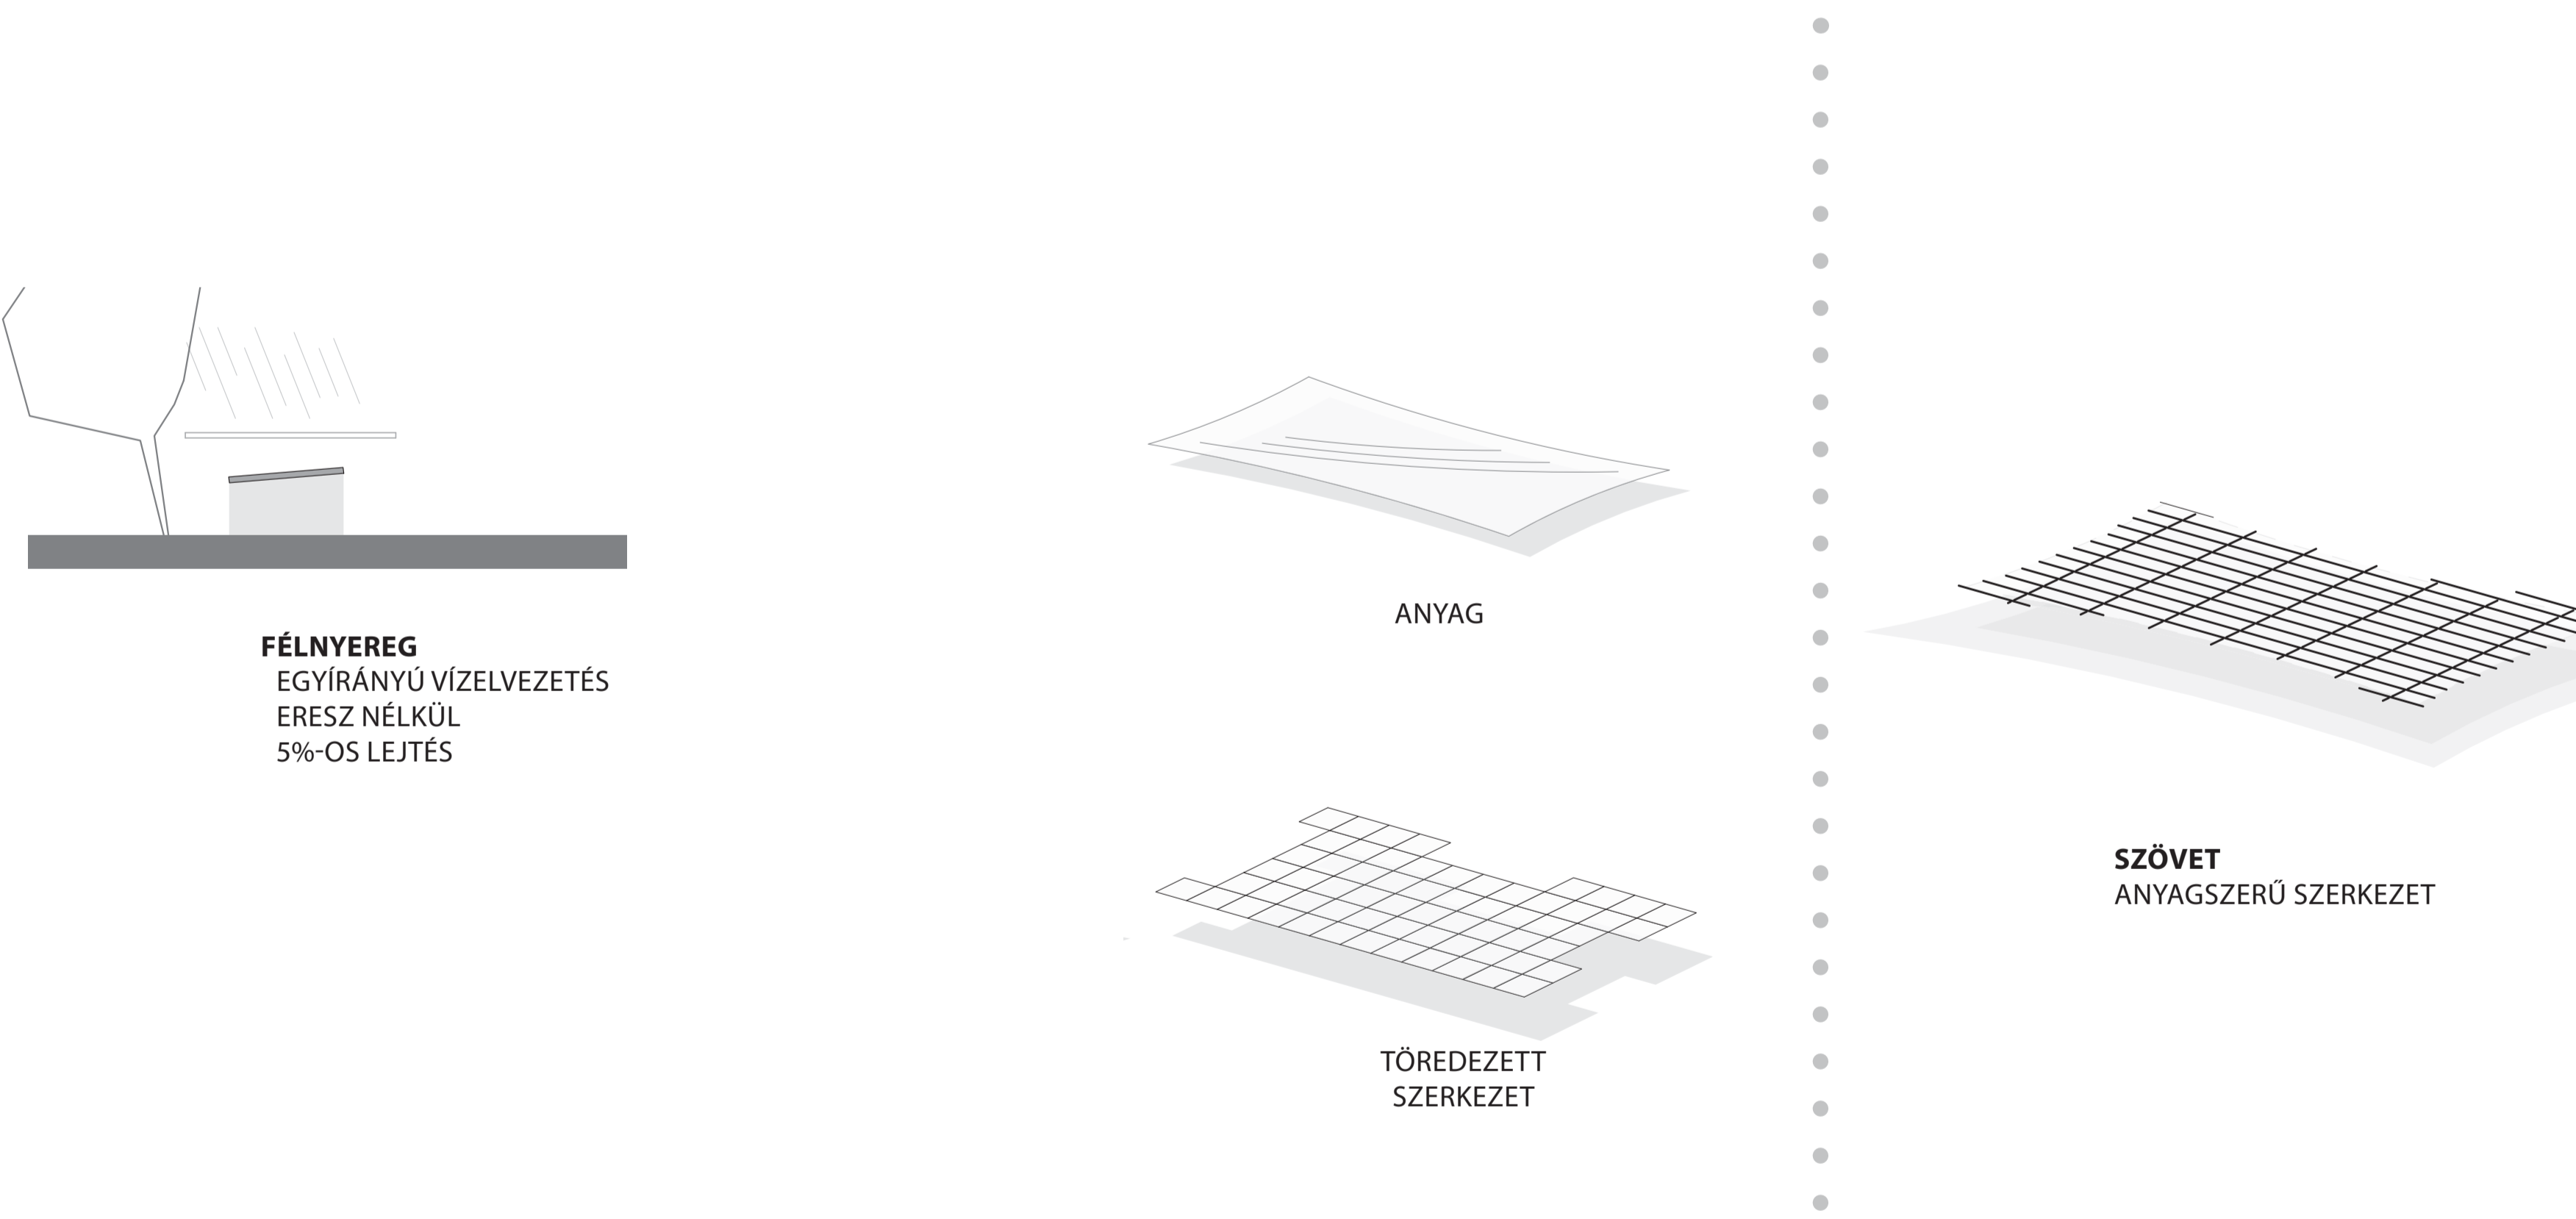 FÉLNYEREG
EGYÍRÁNYÚ VÍZELVEZETÉS
ERESZ NÉLKÜL
5%-OS LEJTÉS
ANYAG
TÖREDEZETT
SZERKEZET
SZÖVET
ANYAGSZERŰ SZERKEZET